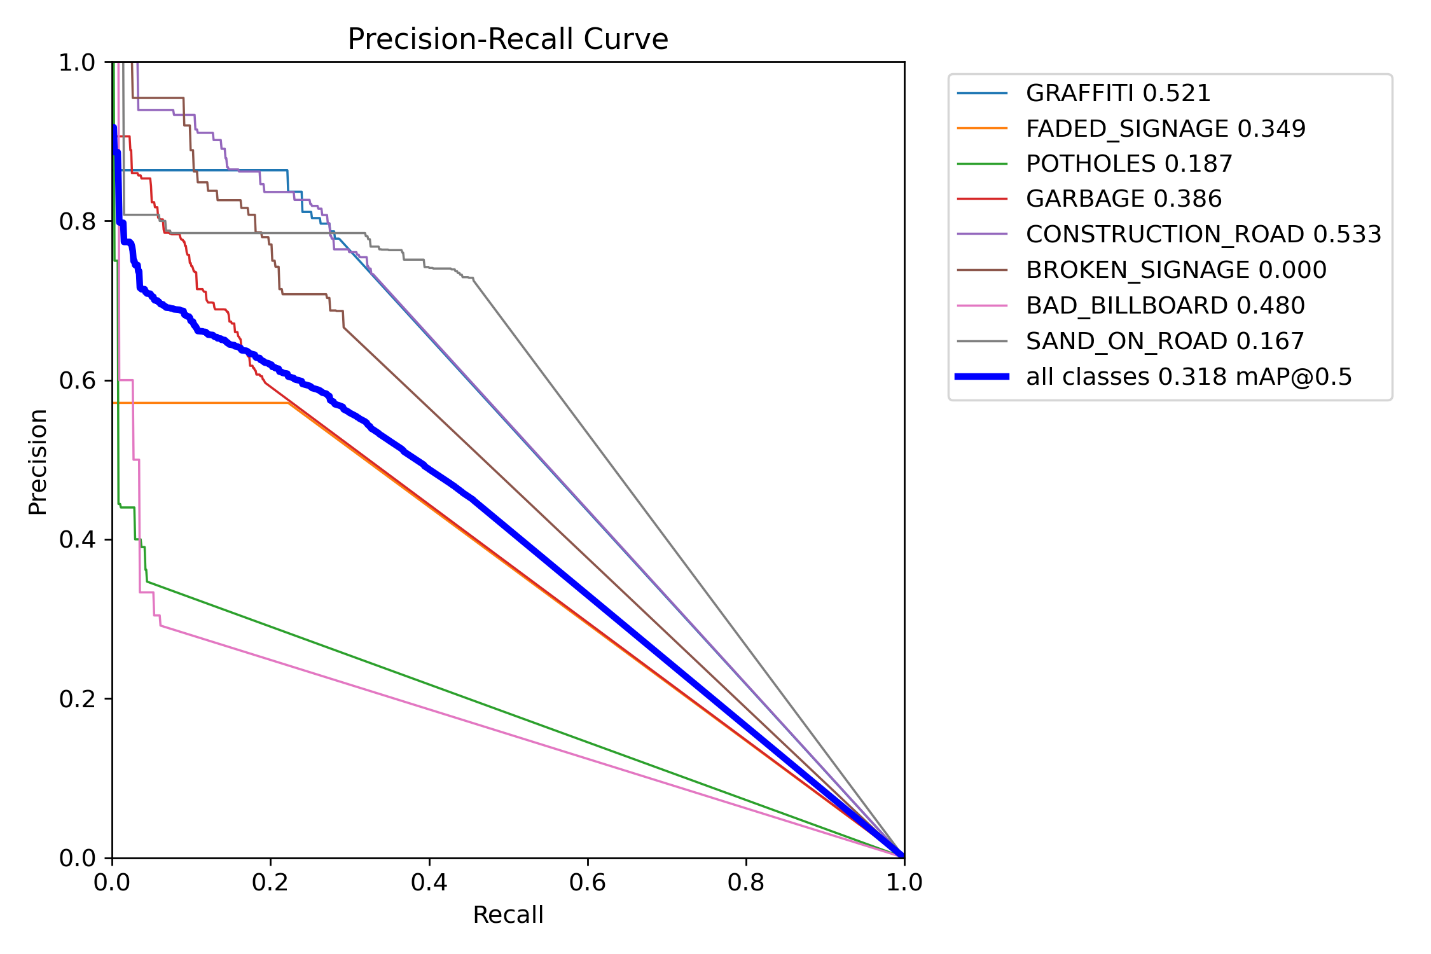 Precision-Recall Curve
1.0
0.8
0.6
0.4
0.2
0.0
Precision
0.0 0.2 0.4 0.6 0.8 1.0
Recall
GRAFFITI 0.521
FADED_SIGNAGE 0.349
POTHOLES 0.187
GARBAGE 0.386
CONSTRUCTION_ROAD 0.533
BROKEN_SIGNAGE 0.000
BAD_BILLBOARD 0.480
SAND_ON_ROAD 0.167
all classes 0.318 mAP@0.5